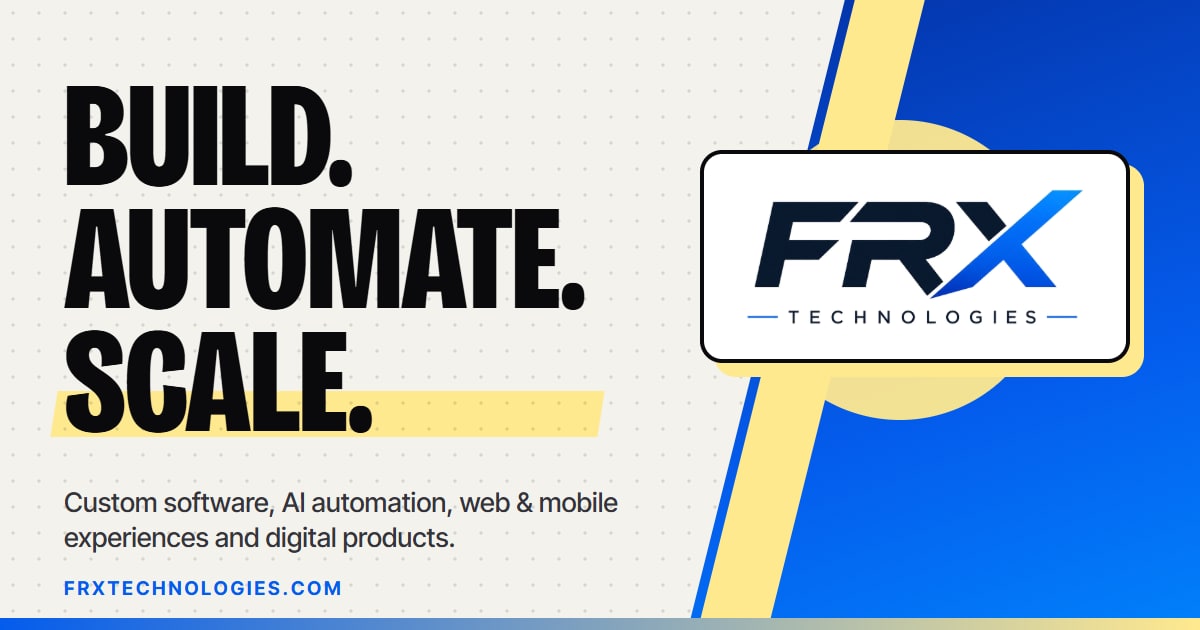 BUILD.
AUTOMATE.
SCALE.
Custom software, AI automation, web & mobile
experiences and digital products.
FRXTECHNOLOGIES.COM
FRX
TECHNOLOGIES